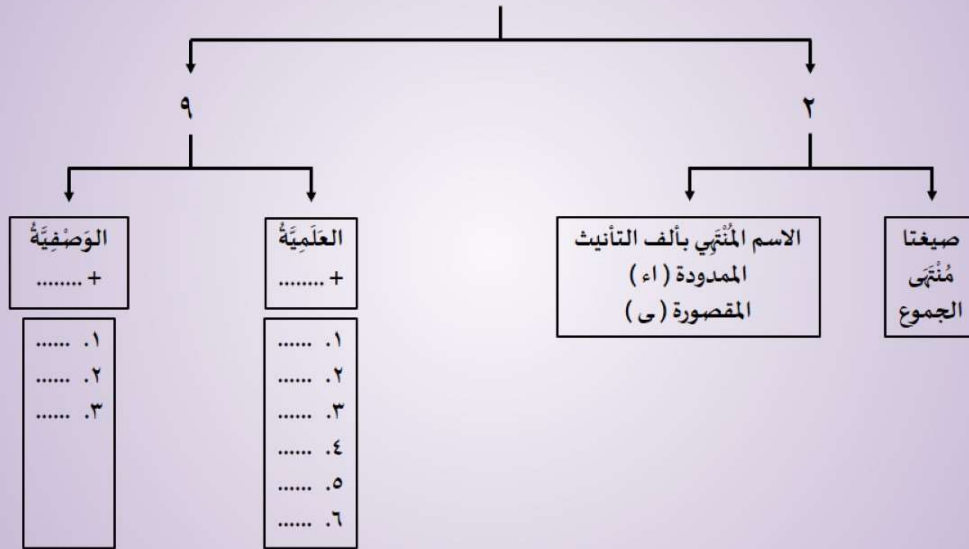 ٢
٩
صيغتا
مُنْتَهَى
الجموع
الاسم المُنْتَهِي بألف التأنيث
الممدودة ( اء )
المقصورة ( ى )
العَلَمِيَّةُ
+ ........
١. ......
٢. ......
٣. ......
٤. ......
٥. ......
٦. ......
الوَصْفِيَّةُ
+ ........
١. ......
٢. ......
٣. ......